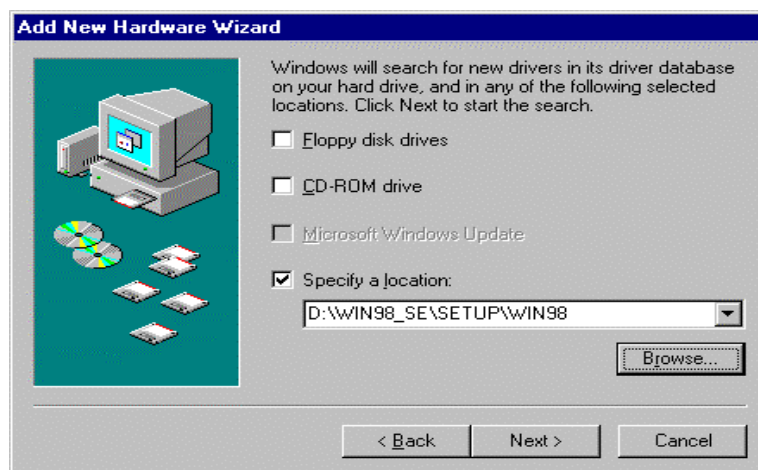 Add New Hardware Wizard
Windows will search for new drivers in its driver database
on your hard drive, and in any of the following selected
locations. Click Next to start the search.
Floppy disk drives
CD-ROM drive
Microsoft Windows Update
Specify a location:
D:\WIN98_SE\SETUP\WIN98
Browse...
< Back
Next >
Cancel